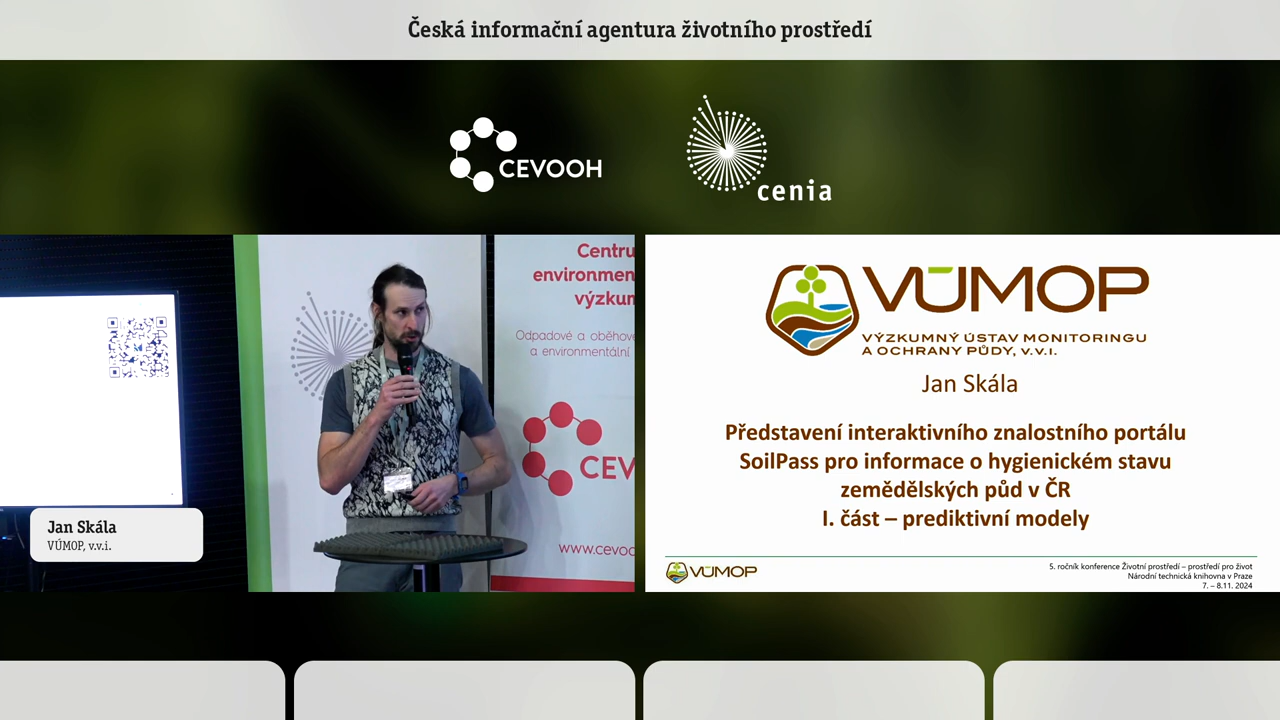 Česká informační agentura životního prostředí
CEVOOH
cenia
Centru
environmen
výzkum
Odpadové a oběhové
a environmentální
CEV
www.cevoo
Jan Skála
VÚMOP, v.v.i.
VÚMOP
VÝZKUMNÝ ÚSTAV MONITORINGU
A OCHRANY PŮDY, V.V.I.
Jan Skála
Představení interaktivního znalostního portálu
SoilPass pro informace o hygienickém stavu
zemědělských půd v ČR
I. část – prediktivní modely
VÚMOP
5. ročník konference Životní prostředí – prostředí pro život
Národní technická knihovna v Praze
7. – 8.11. 2024